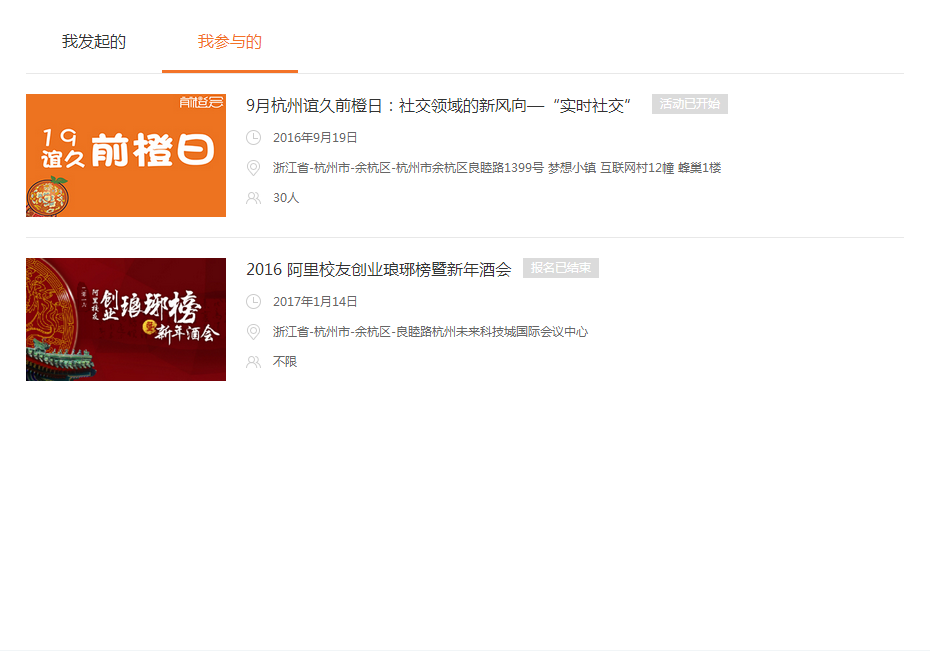 我发起的
我参与的
前橙会
19
谊久
前橙日
9月杭州谊久前橙日：社交领域的新风向—“实时社交”
活动已开始
2016年9月19日
浙江省-杭州市-余杭区-杭州市余杭区良睦路1399号 梦想小镇 互联网村12幢 蜂巢1楼
30人
二零一六
阿里校友
创业
琅琊榜
暨
新年酒会
2016 阿里校友创业琅琊榜暨新年酒会
报名已结束
2017年1月14日
浙江省-杭州市-余杭区-良睦路杭州未来科技城国际会议中心
不限